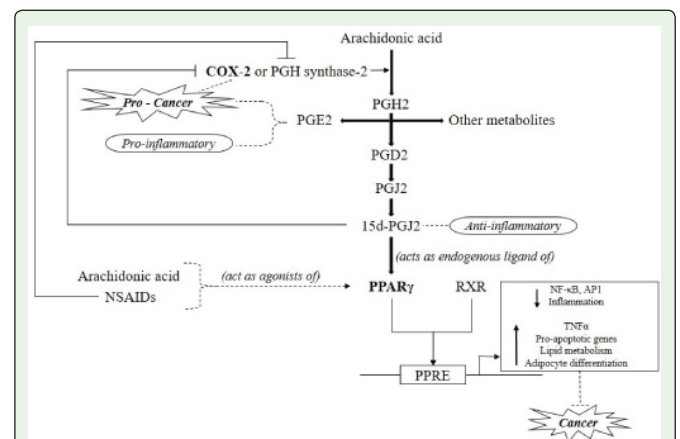 Arachidonic acid
COX-2 or PGH synthase-2
Pro - Cancer
PGH2
PGE2
Other metabolites
Pro-inflammatory
PGD2
PGJ2
15d-PGJ2
Anti-inflammatory
(acts as endogenous ligand of)
Arachidonic acid
NSAIDs
(act as agonists of)
PPARγ
RXR
NF-κB, AP1
Inflammation
TNFα
Pro-apoptotic genes
Lipid metabolism
Adipocyte differentiation
PPRE
Cancer